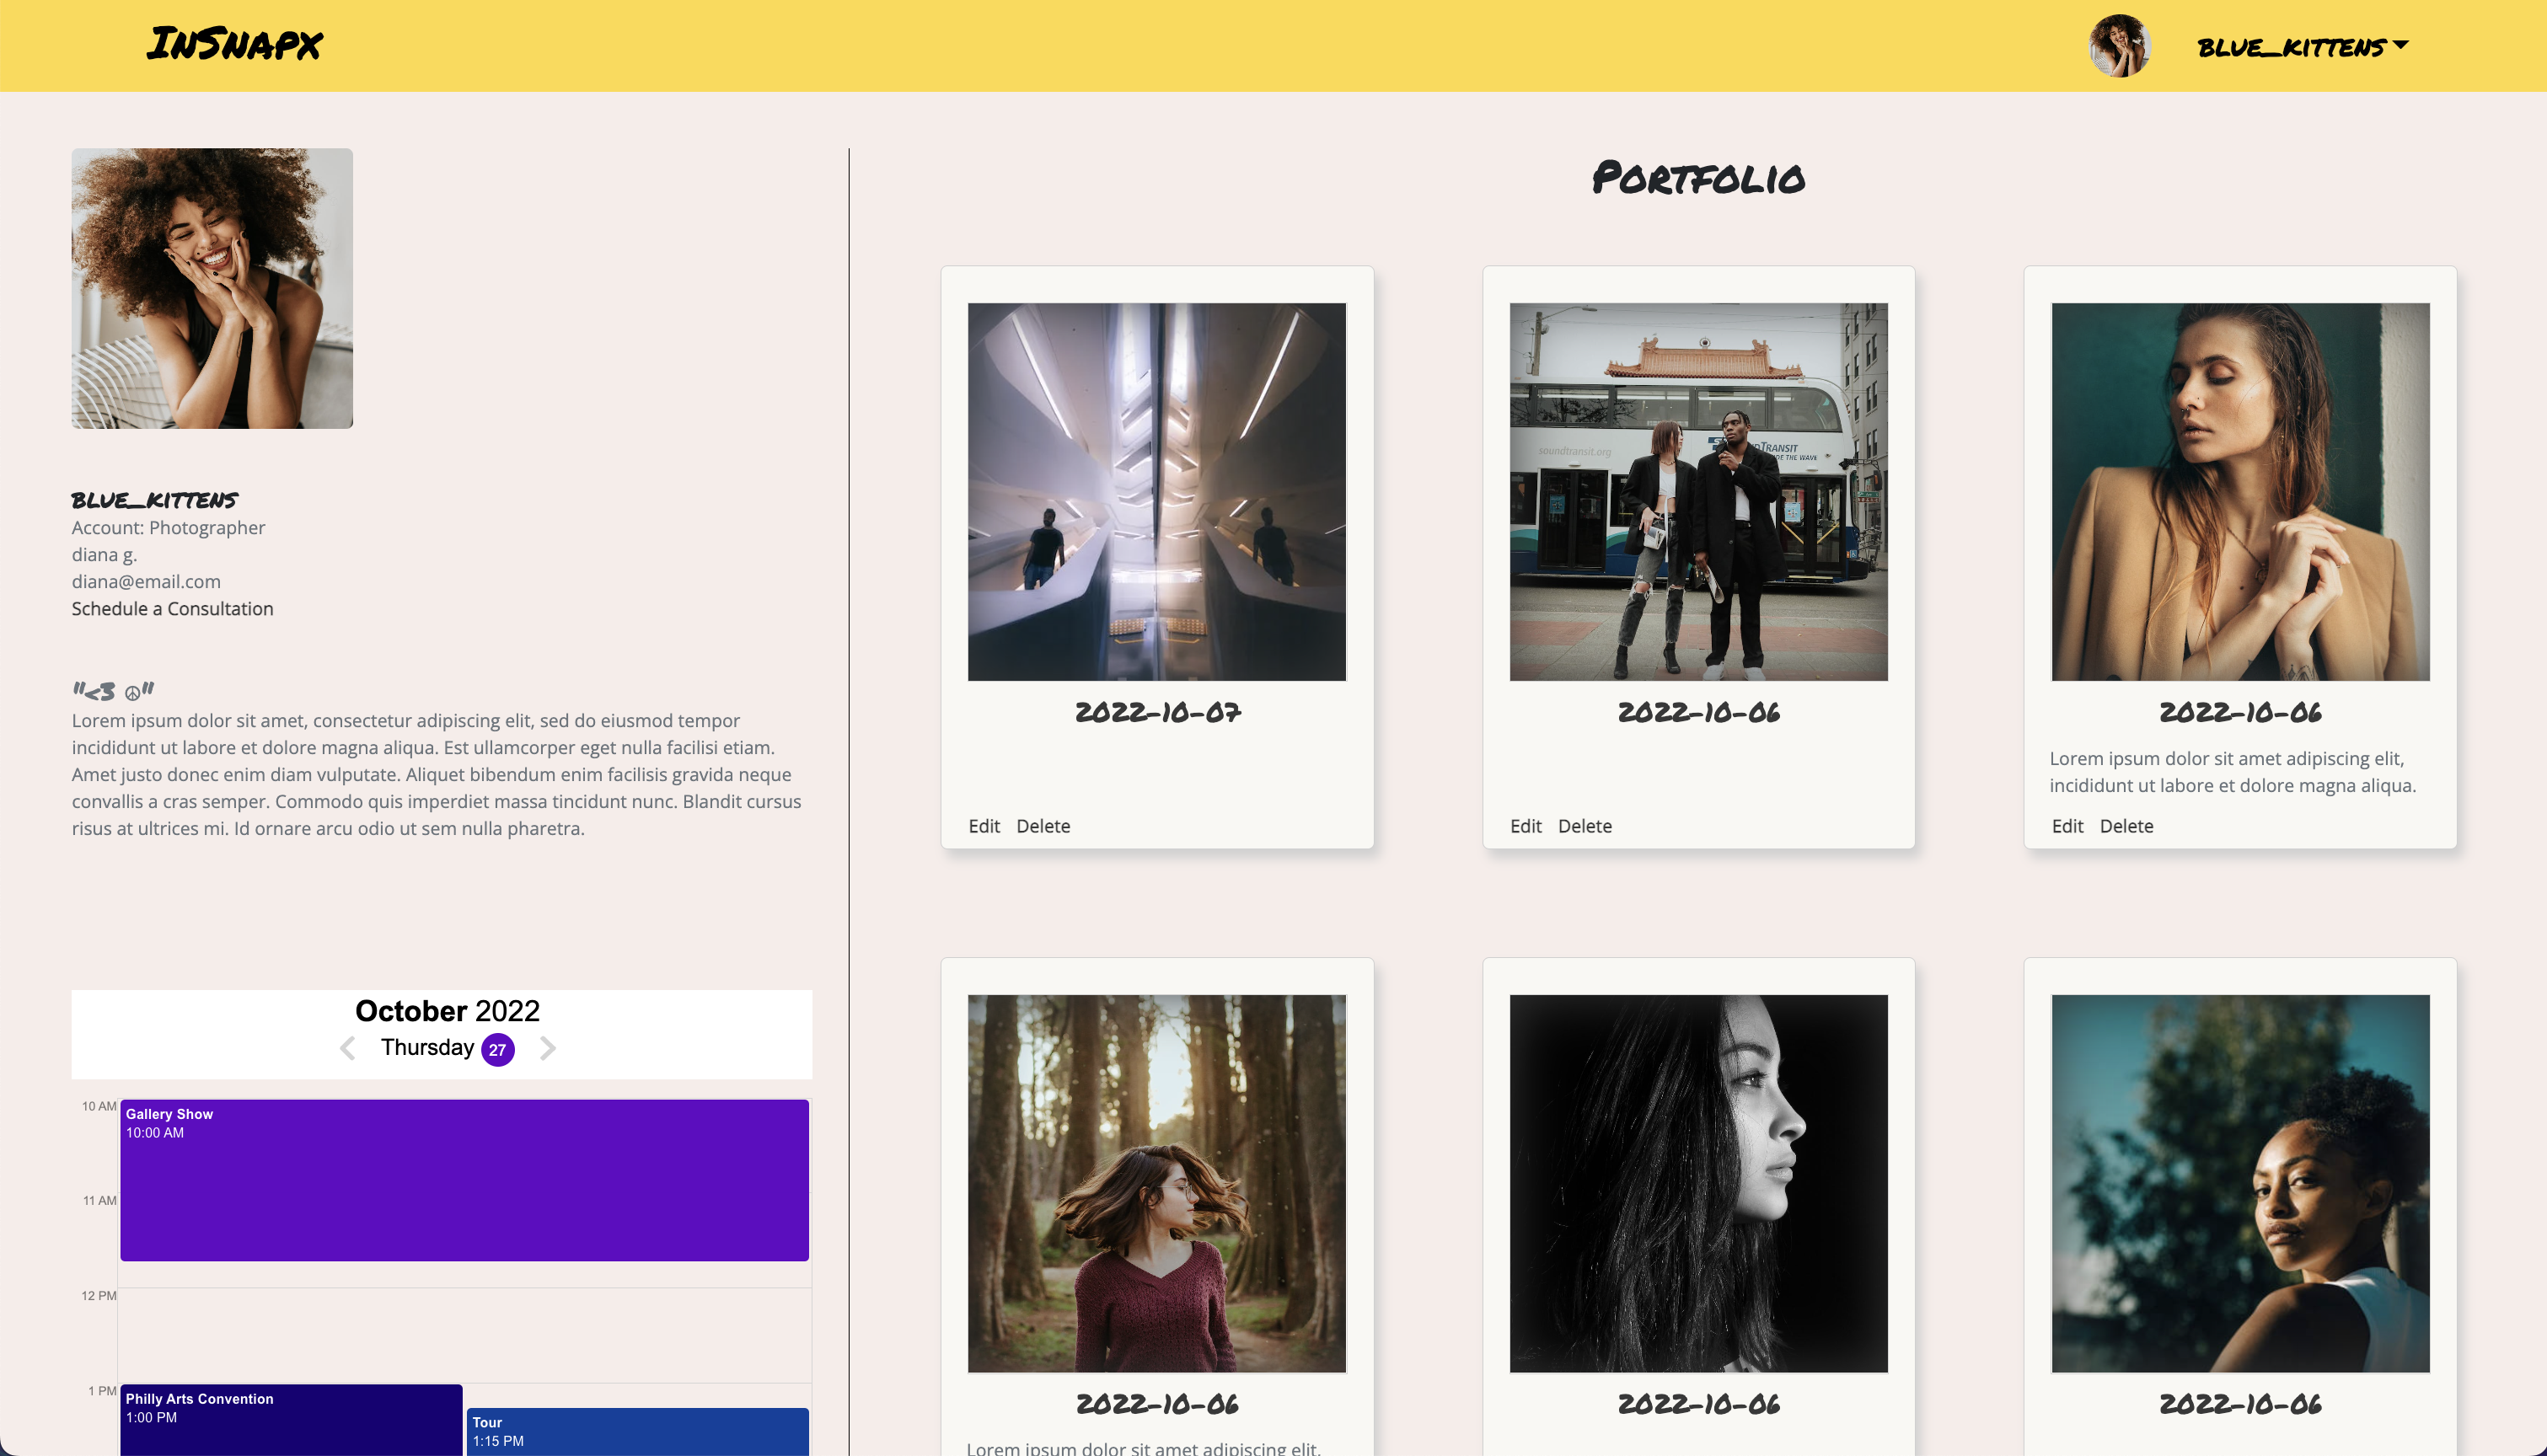 InSnapx
blue_kittens
Portfolio
blue_kittens
Account: Photographer
diana g.
diana@email.com
Schedule a Consultation
"<3 ☮"
Lorem ipsum dolor sit amet, consectetur adipiscing elit, sed do eiusmod tempor
incididunt ut labore et dolore magna aliqua. Est ullamcorper eget nulla facilisi etiam.
Amet justo donec enim diam vulputate. Aliquet bibendum enim facilisis gravida neque
convallis a cras semper. Commodo quis imperdiet massa tincidunt nunc. Blandit cursus
risus at ultrices mi. Id ornare arcu odio ut sem nulla pharetra.
October 2022
Thursday 27
10 AM
Gallery Show
10:00 AM
11 AM
12 PM
1 PM
Philly Arts Convention
1:00 PM
Tour
1:15 PM
2022-10-07
Edit Delete
soundtransit.org
TRANSIT
DE THE WAVE
2022-10-06
Edit Delete
2022-10-06
Lorem ipsum dolor sit amet adipiscing elit,
incididunt ut labore et dolore magna aliqua.
Edit Delete
2022-10-06
Lorem ipsum dolor sit amet adipiscing elit,
2022-10-06
2022-10-06